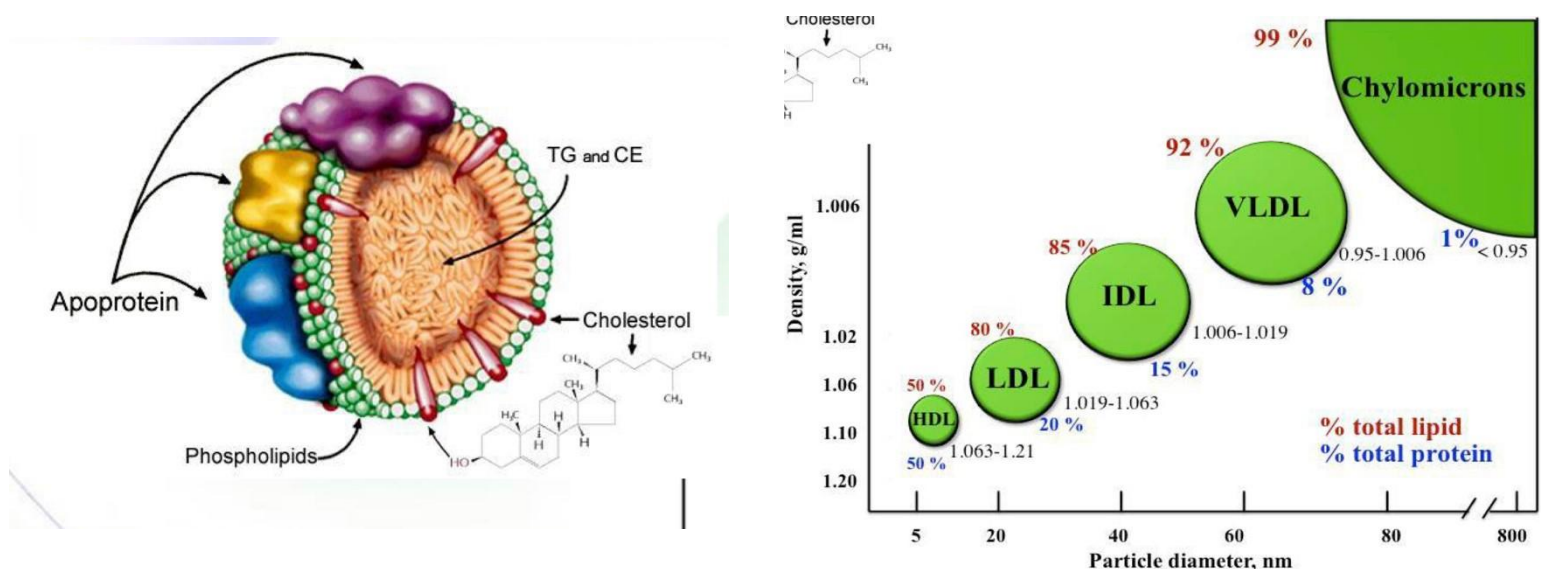 TG and CE
Apoprotein
Cholesterol
CH₃
CH₃
CH₃
CH₃
H₃C
H
H
H
H
HO
Phospholipids
Cholesterol
CH₃
CH₃
H
99 %
Chylomicrons
1%
< 0.95
92 %
VLDL
0.95-1.006
8 %
85 %
IDL
1.006-1.019
15 %
80 %
LDL
1.019-1.063
20 %
50 %
HDL
1.063-1.21
50 %
% total lipid
% total protein
Density, g/ml
1.006
1.02
1.06
1.10
1.20
5 20 40 60 80 800
Particle diameter, nm